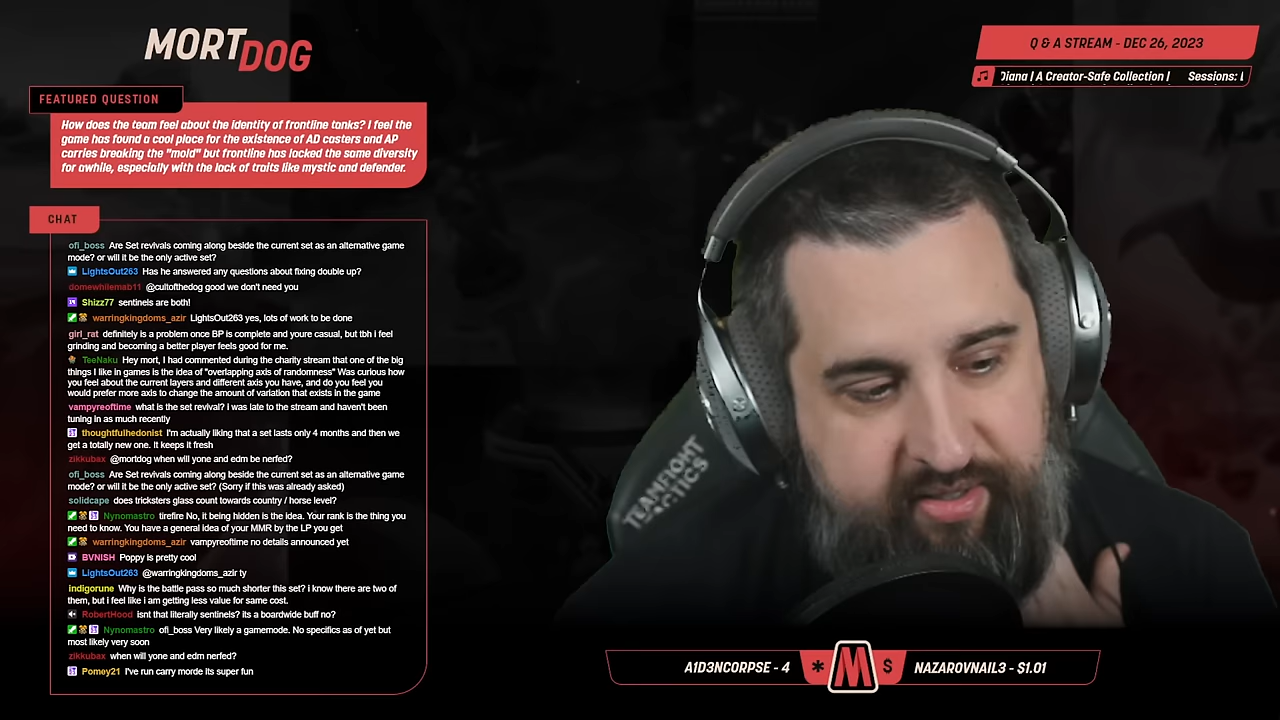 MORTDOG
Q & A STREAM - DEC 26, 2023
Diana | A Creator-Safe Collection | Sessions:
FEATURED QUESTION
How does the team feel about the identity of frontline tanks? I feel the
game has found a cool place for the existence of AD casters and AP
carries breaking the "mold" but frontline has lacked the same diversity
for awhile, especially with the lack of traits like mystic and defender.
CHAT
ofi_boss Are Set revivals coming along beside the current set as an alternative game
mode? or will it be the only active set?
LightsOut263 Has he answered any questions about fixing double up?
domewhilemab11 @cultofthedog good we don't need you
Shizz77 sentinels are both!
warringkingdoms_azir LightsOut263 yes, lots of work to be done
girl_rat definitely is a problem once BP is complete and youre casual, but tbh i feel
grinding and becoming a better player feels good for me.
TeeNaku Hey mort, I had commented during the charity stream that one of the big
things I like in games is the idea of "overlapping axis of randomness" Was curious how
you feel about the current layers and different axis you have, and do you feel you
would prefer more axis to change the amount of variation that exists in the game
vampyreoftime what is the set revival? I was late to the stream and haven't been
tuning in as much recently
thoughtfulhedonist I'm actually liking that a set lasts only 4 months and then we
get a totally new one. It keeps it fresh
zikkubax @mortdog when will yone and edm be nerfed?
ofi_boss Are Set revivals coming along beside the current set as an alternative game
mode? or will it be the only active set? (Sorry if this was already asked)
solidcape does tricksters glass count towards country / horse level?
Nynomastro tirefire No, it being hidden is the idea. Your rank is the thing you
need to know. You have a general idea of your MMR by the LP you get
warringkingdoms_azir vampyreoftime no details announced yet
BVNISH Poppy is pretty cool
LightsOut263 @warringkingdoms_azir ty
indigorune Why is the battle pass so much shorter this set? i know there are two of
them, but i feel like i am getting less value for same cost.
RobertHood isnt that literally sentinels? its a boardwide buff no?
Nynomastro ofi_boss Very likely a gamemode. No specifics as of yet but
most likely very soon
zikkubax when will yone and edm nerfed?
Pomey21 I've run carry morde its super fun
TEAMFIGHT
TACTICS
A1D3NCORPSE - 4 * M $ NAZAROVNAIL3 - $1.01